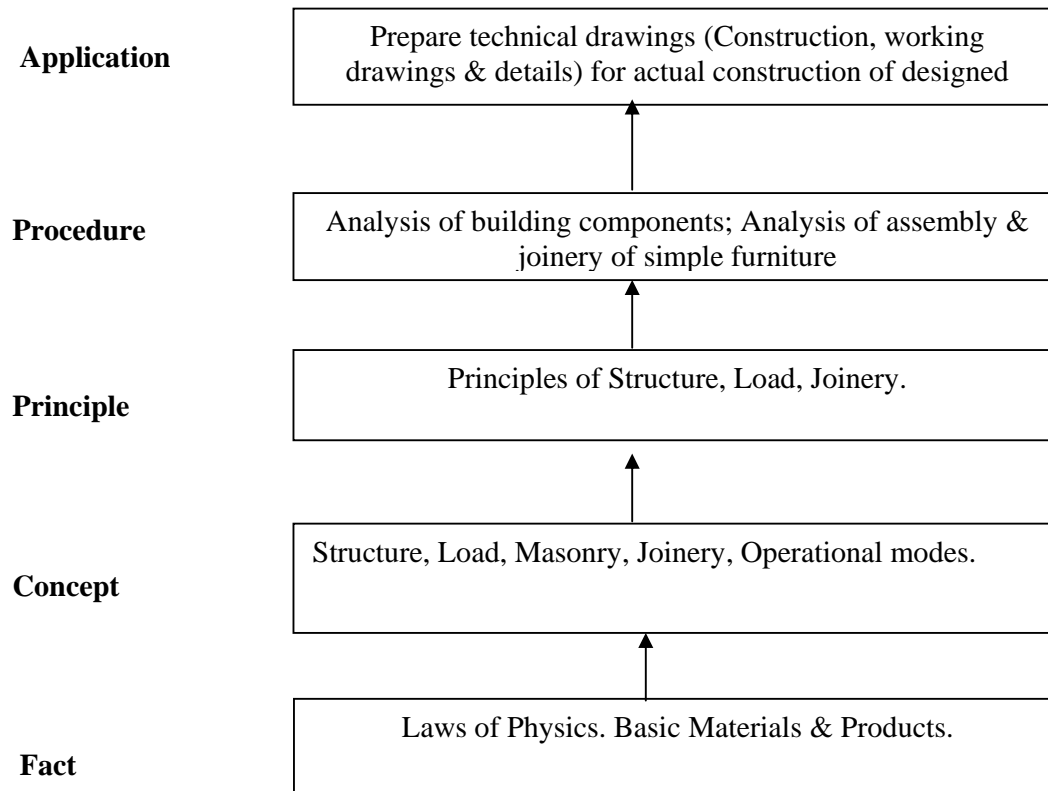 Application
Prepare technical drawings (Construction, working
drawings & details) for actual construction of designed
Procedure
Analysis of building components; Analysis of assembly &
joinery of simple furniture
Principle
Principles of Structure, Load, Joinery.
Concept
Structure, Load, Masonry, Joinery, Operational modes.
Fact
Laws of Physics. Basic Materials & Products.